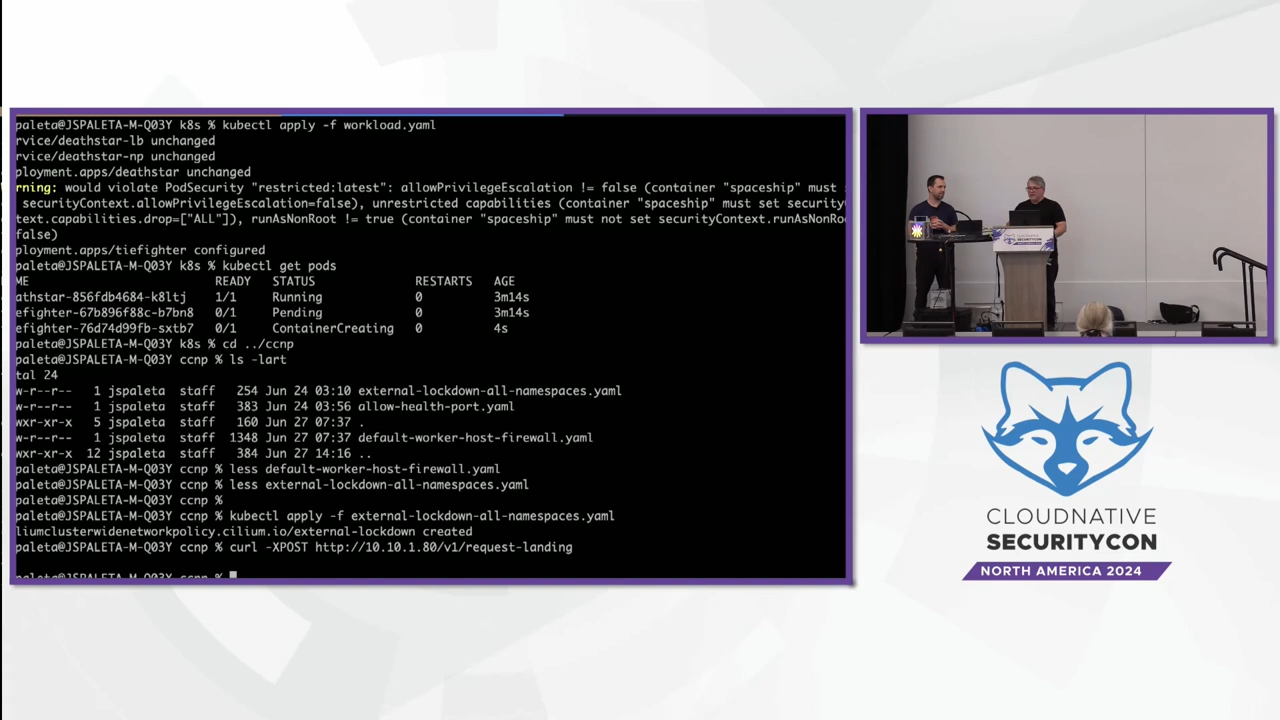 paleta@JSPALETA-M-Q03Y k8s % kubectl apply -f workload.yaml
rvice/deathstar-lb unchanged
rvice/deathstar-np unchanged
ployment.apps/deathstar unchanged
rning: would violate PodSecurity "restricted:latest": allowPrivilegeEscalation != false (container "spaceship" must s
securityContext.allowPrivilegeEscalation=false), unrestricted capabilities (container "spaceship" must set security
text.capabilities.drop=["ALL"]), runAsNonRoot != true (container "spaceship" must not set securityContext.runAsNonRoo
false)
ployment.apps/tiefighter configured
paleta@JSPALETA-M-Q03Y k8s % kubectl get pods
ME READY STATUS RESTARTS AGE
athstar-856fdb4684-k8ltj 1/1 Running 0 3m14s
efighter-67b896f88c-b7bn8 0/1 Pending 0 3m14s
efighter-76d74d99fb-sxtb7 0/1 ContainerCreating 0 4s
paleta@JSPALETA-M-Q03Y k8s % cd ../ccnp
paleta@JSPALETA-M-Q03Y ccnp % ls -lart
tal 24
w-r--r-- 1 jspaleta staff 254 Jun 24 03:10 external-lockdown-all-namespaces.yaml
w-r--r-- 1 jspaleta staff 383 Jun 24 03:56 allow-health-port.yaml
wxr-xr-x 5 jspaleta staff 160 Jun 27 07:37 .
w-r--r-- 1 jspaleta staff 1348 Jun 27 07:37 default-worker-host-firewall.yaml
wxr-xr-x 12 jspaleta staff 384 Jun 27 14:16 ..
paleta@JSPALETA-M-Q03Y ccnp % less default-worker-host-firewall.yaml
paleta@JSPALETA-M-Q03Y ccnp % less external-lockdown-all-namespaces.yaml
paleta@JSPALETA-M-Q03Y ccnp %
paleta@JSPALETA-M-Q03Y ccnp % kubectl apply -f external-lockdown-all-namespaces.yaml
liumclusterwidenetworkpolicy.cilium.io/external-lockdown created
paleta@JSPALETA-M-Q03Y ccnp % curl -XPOST http://10.10.1.80/v1/request-landing
paleta@JSPALETA-M-Q03Y ccnp %
CLOUDNATIVE
SECURITYCON
CLOUDNATIVE
SECURITYCON
NORTH AMERICA 2024